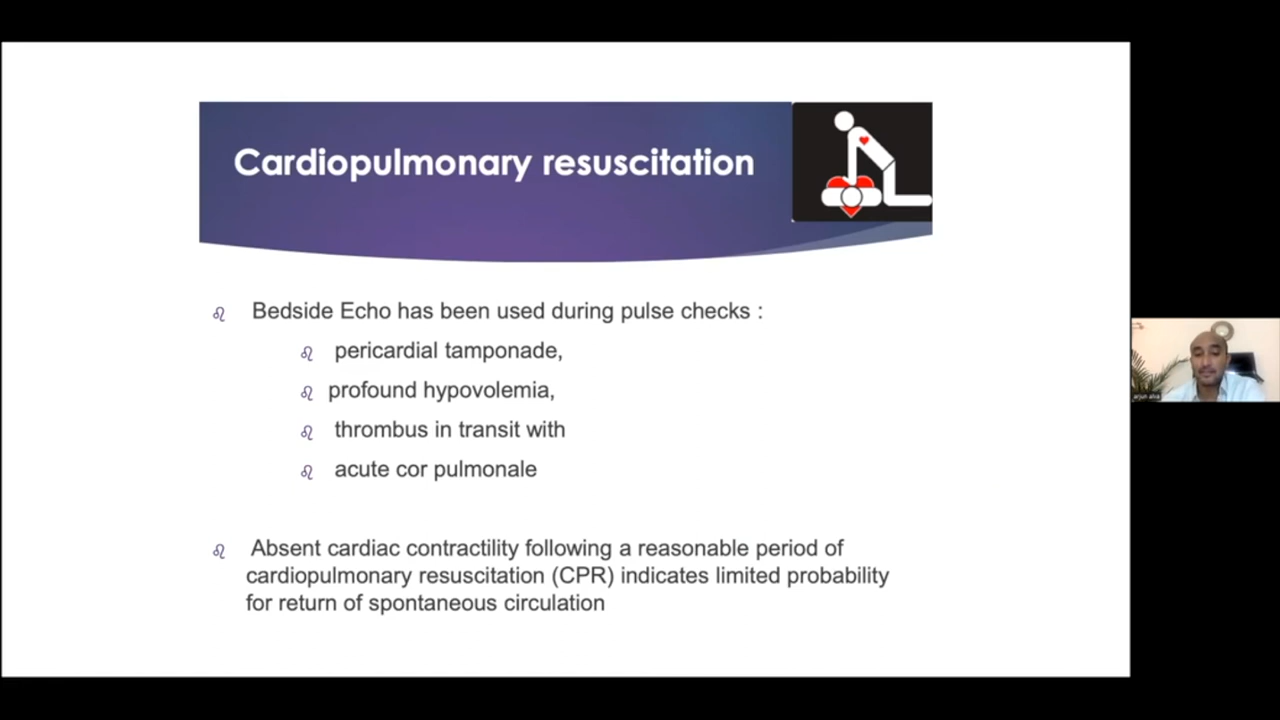 Cardiopulmonary resuscitation
Bedside Echo has been used during pulse checks :
pericardial tamponade,
profound hypovolemia,
thrombus in transit with
acute cor pulmonale
Absent cardiac contractility following a reasonable period of
cardiopulmonary resuscitation (CPR) indicates limited probability
for return of spontaneous circulation
arjun alva